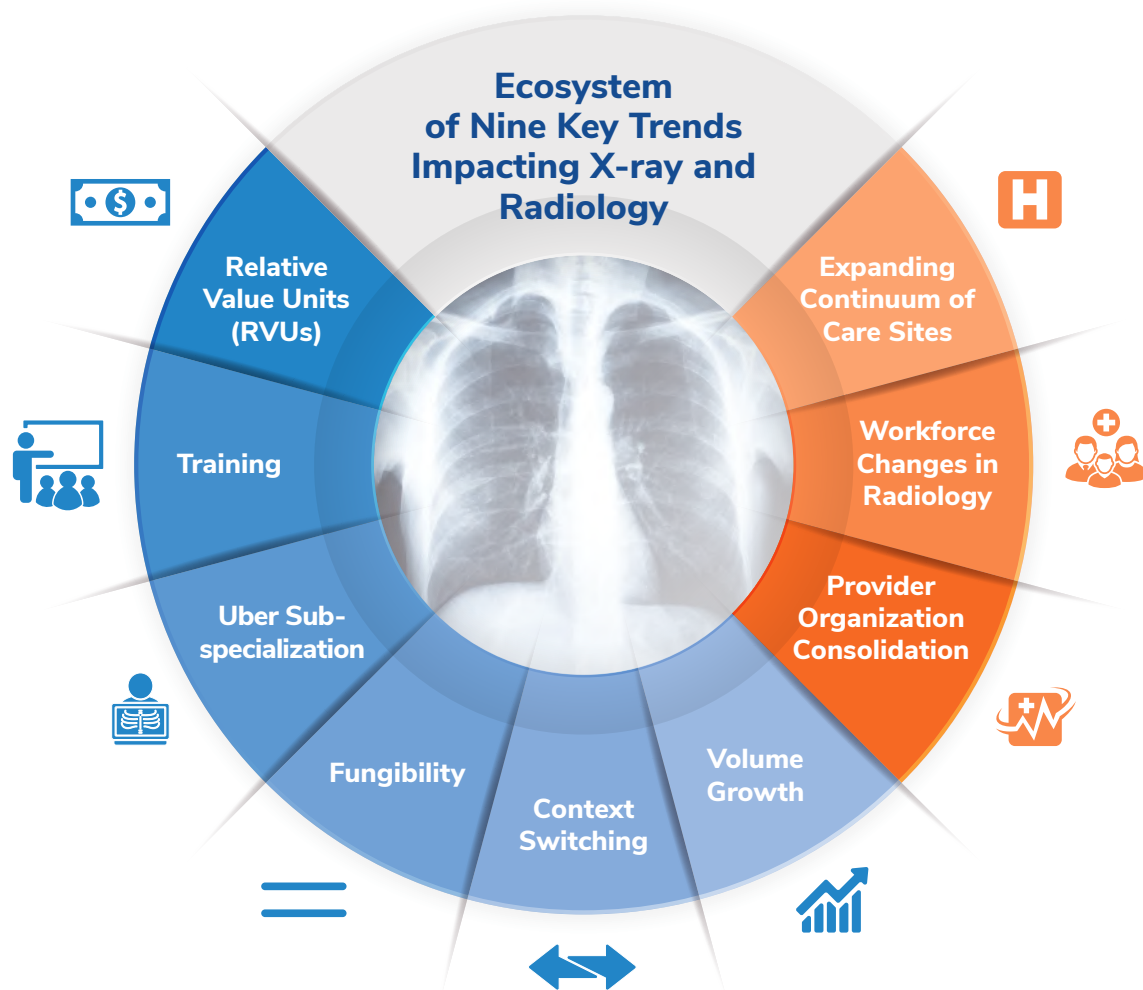 Ecosystem
of Nine Key Trends
Impacting X-ray and
Radiology
Expanding
Continuum of
Care Sites
Workforce
Changes in
Radiology
Provider
Organization
Consolidation
Volume
Growth
Context
Switching
Fungibility
Uber Sub-
specialization
Training
Relative
Value Units
(RVUs)
$
H